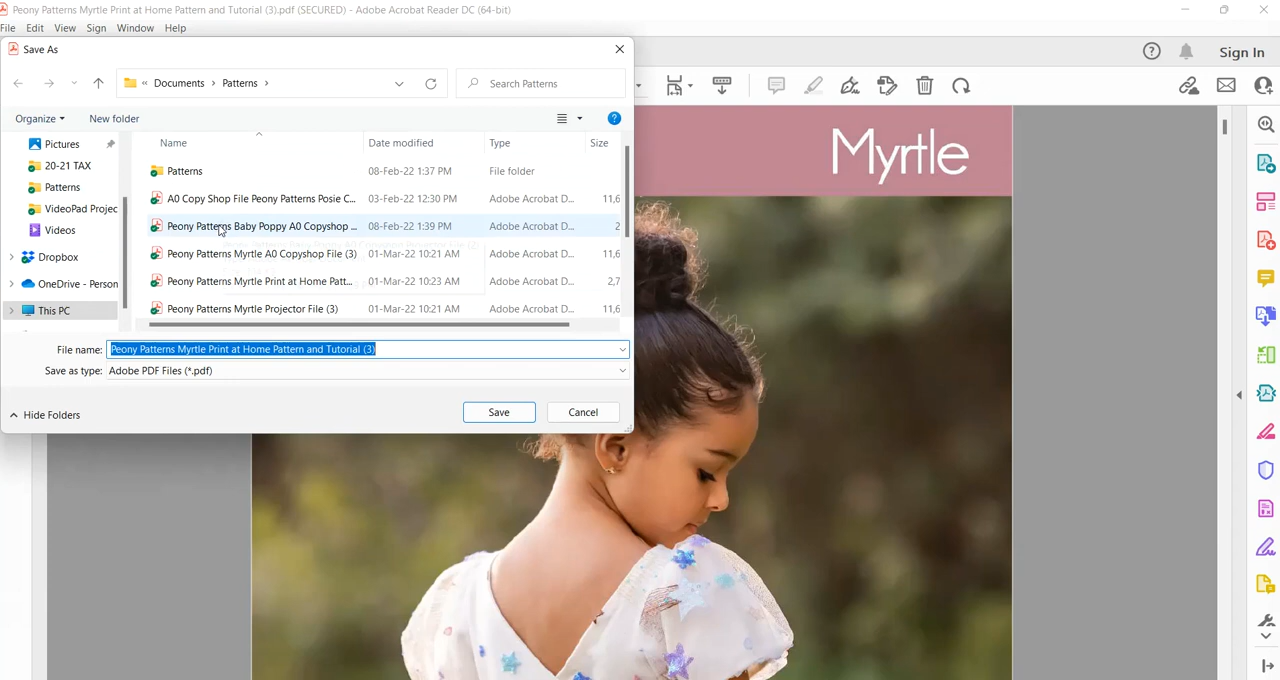 Peony Patterns Myrtle Print at Home Pattern and Tutorial (3).pdf (SECURED) - Adobe Acrobat Reader DC (64-bit)
File Edit View Sign Window Help
Save As
Sign In
« Documents › Patterns ›
Search Patterns
Organize New folder
Name Date modified Type Size
Pictures
20-21 TAX
Patterns
VideoPad Projec
Videos
Dropbox
OneDrive - Person
This PC
Patterns 08-Feb-22 1:37 PM File folder
A0 Copy Shop File Peony Patterns Posie C... 03-Feb-22 12:30 PM Adobe Acrobat D... 11,6
Peony Patterns Baby Poppy A0 Copyshop ... 08-Feb-22 1:39 PM Adobe Acrobat D... 2
Peony Patterns Myrtle A0 Copyshop File (3) 01-Mar-22 10:21 AM Adobe Acrobat D... 11,6
Peony Patterns Myrtle Print at Home Patt... 01-Mar-22 10:23 AM Adobe Acrobat D... 2,7
Peony Patterns Myrtle Projector File (3) 01-Mar-22 10:21 AM Adobe Acrobat D... 11,6
File name: Peony Patterns Myrtle Print at Home Pattern and Tutorial (3)
Save as type: Adobe PDF Files (*.pdf)
Hide Folders
Save Cancel
Myrtle